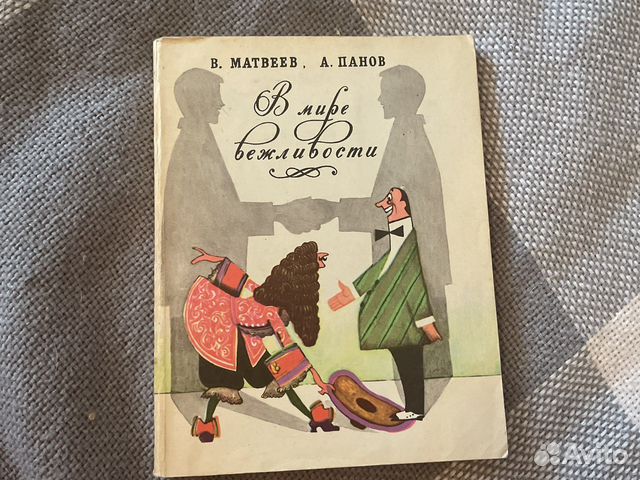 В. МАТВЕЕВ, А. ПАНОВ
В мире
вежливости
Avito